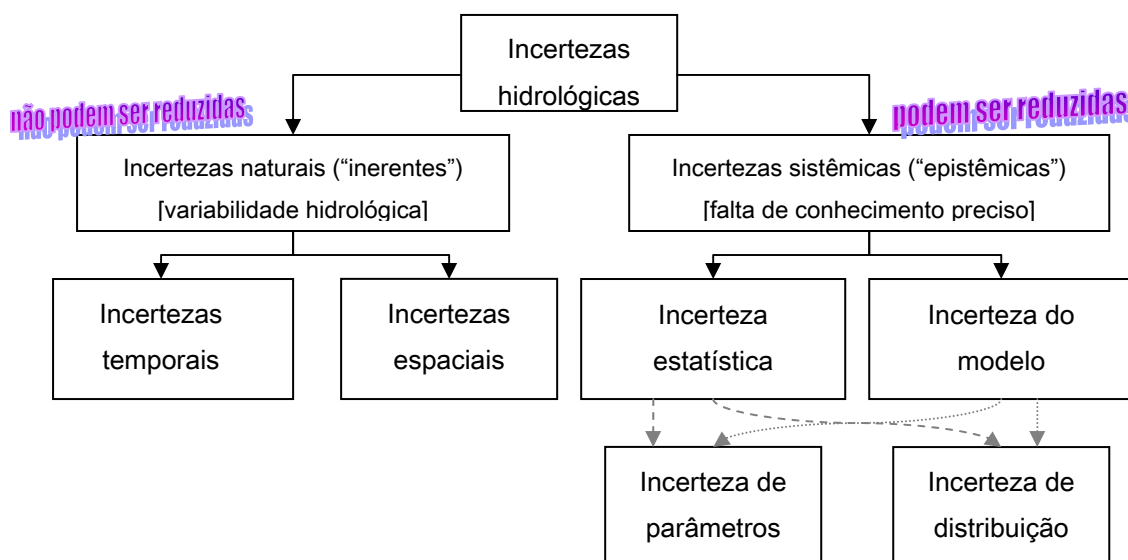 Incertezas
hidrológicas
não podem ser reduzidas
podem ser reduzidas
Incertezas naturais (“inerentes”)
[variabilidade hidrológica]
Incertezas sistêmicas (“epistêmicas”)
[falta de conhecimento preciso]
Incertezas
temporais
Incertezas
espaciais
Incerteza
estatística
Incerteza do
modelo
Incerteza de
parâmetros
Incerteza de
distribuição